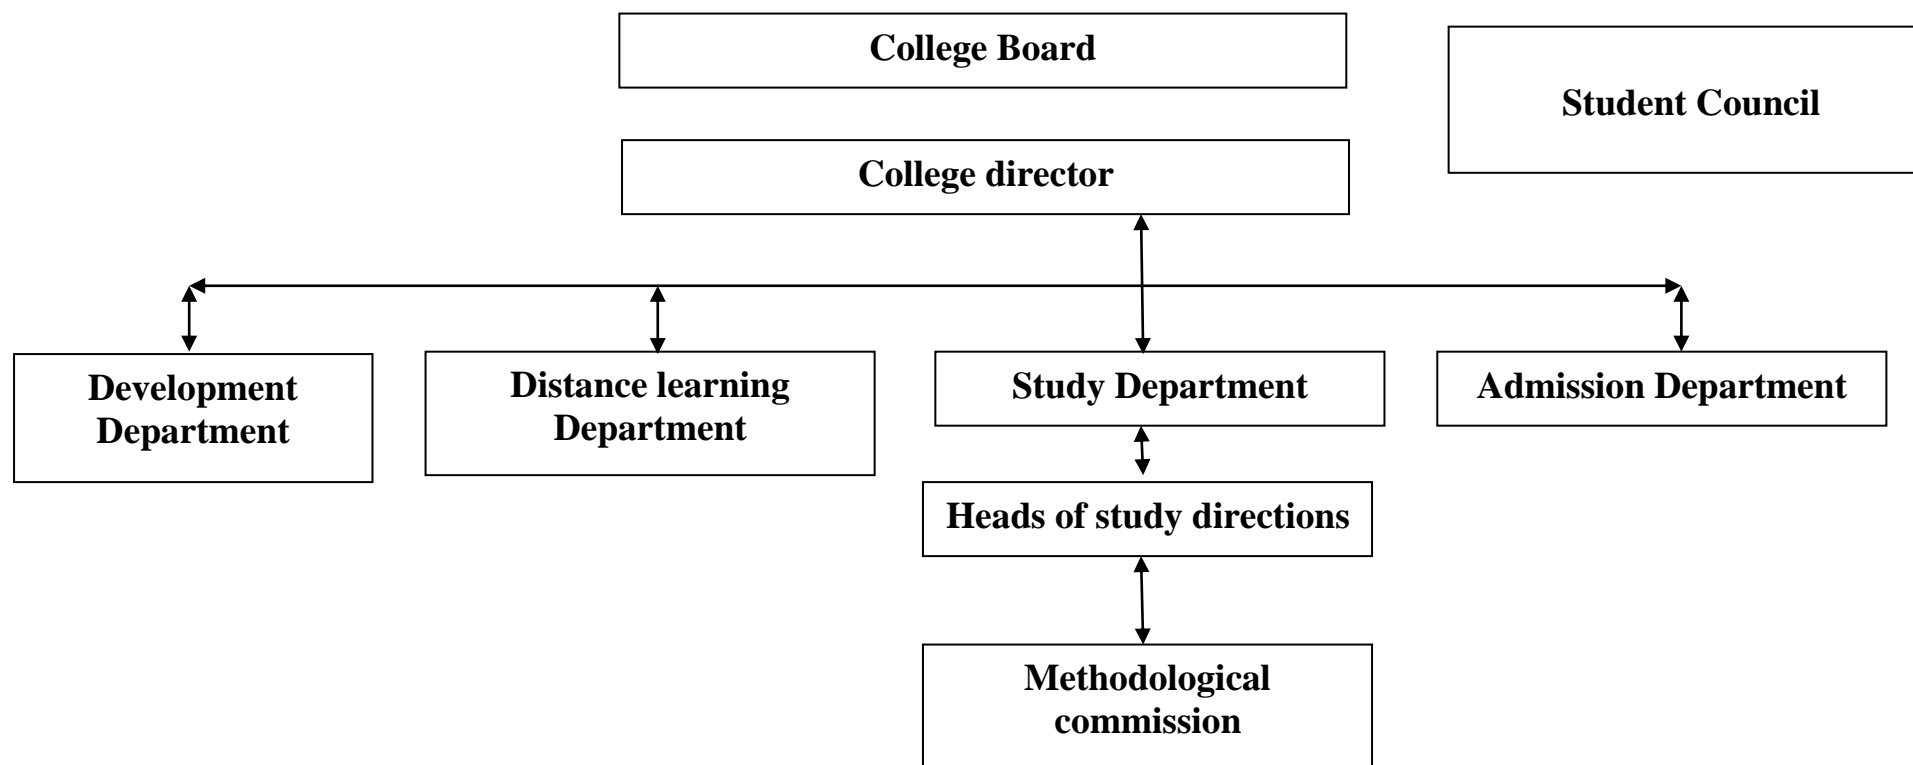 College Board
Student Council
College director
Development
Department
Distance learning
Department
Study Department
Admission Department
Heads of study directions
Methodological
commission